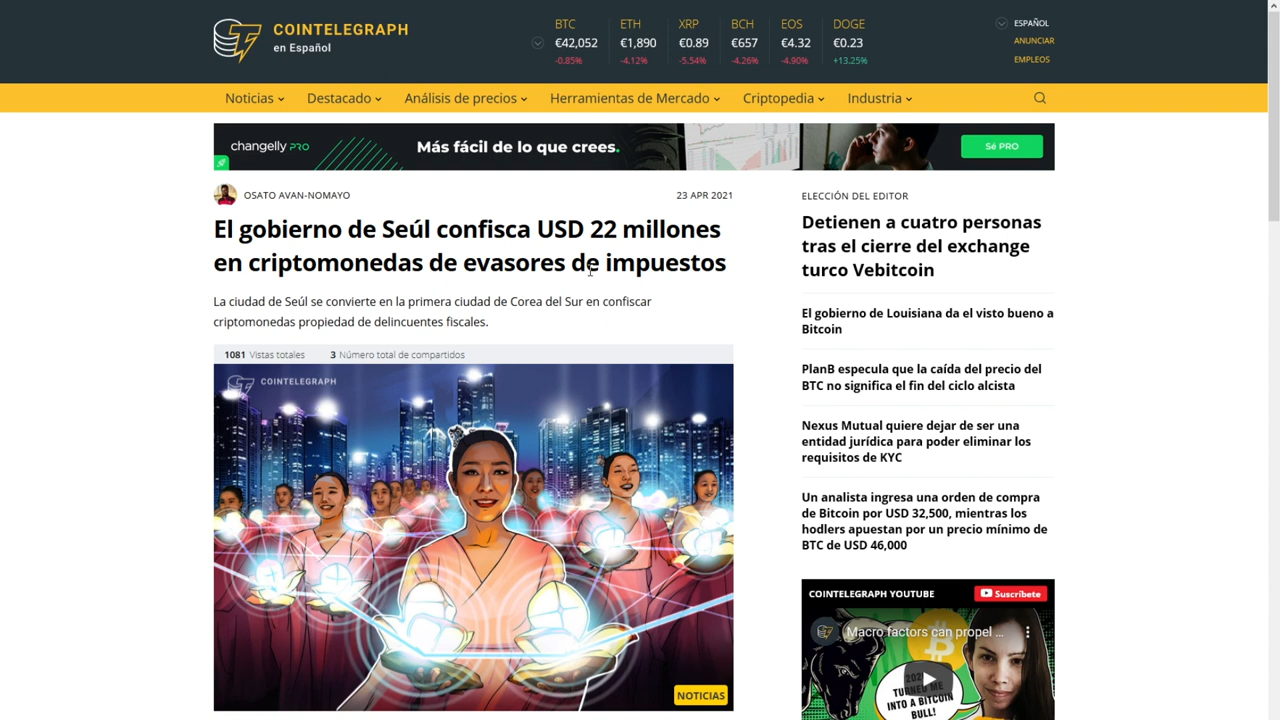 COINTELEGRAPH
en Español
BTC
€42,052
-0.85%
ETH
€1,890
-4.12%
XRP
€0.89
-5.54%
BCH
€657
-4.26%
EOS
€4.32
-4.90%
DOGE
€0.23
+13.25%
ESPAÑOL
ANUNCIAR
EMPLEOS
Noticias
Destacado
Análisis de precios
Herramientas de Mercado
Criptopedia
Industria
changelly PRO
Más fácil de lo que crees.
Sé PRO
OSATO AVAN-NOMAYO
23 APR 2021
El gobierno de Seúl confisca USD 22 millones
en criptomonedas de evasores de impuestos
La ciudad de Seúl se convierte en la primera ciudad de Corea del Sur en confiscar
criptomonedas propiedad de delincuentes fiscales.
1081 Vistas totales
3 Número total de compartidos
COINTELEGRAPH
NOTICIAS
ELECCIÓN DEL EDITOR
Detienen a cuatro personas
tras el cierre del exchange
turco Vebitcoin
El gobierno de Louisiana da el visto bueno a
Bitcoin
PlanB especula que la caída del precio del
BTC no significa el fin del ciclo alcista
Nexus Mutual quiere dejar de ser una
entidad jurídica para poder eliminar los
requisitos de KYC
Un analista ingresa una orden de compra
de Bitcoin por USD 32,500, mientras los
hodlers apuestan por un precio mínimo de
BTC de USD 46,000
COINTELEGRAPH YOUTUBE
Suscríbete
Macro factors can propel ...
TURNED ME
INTO A BITCOIN
BULL!